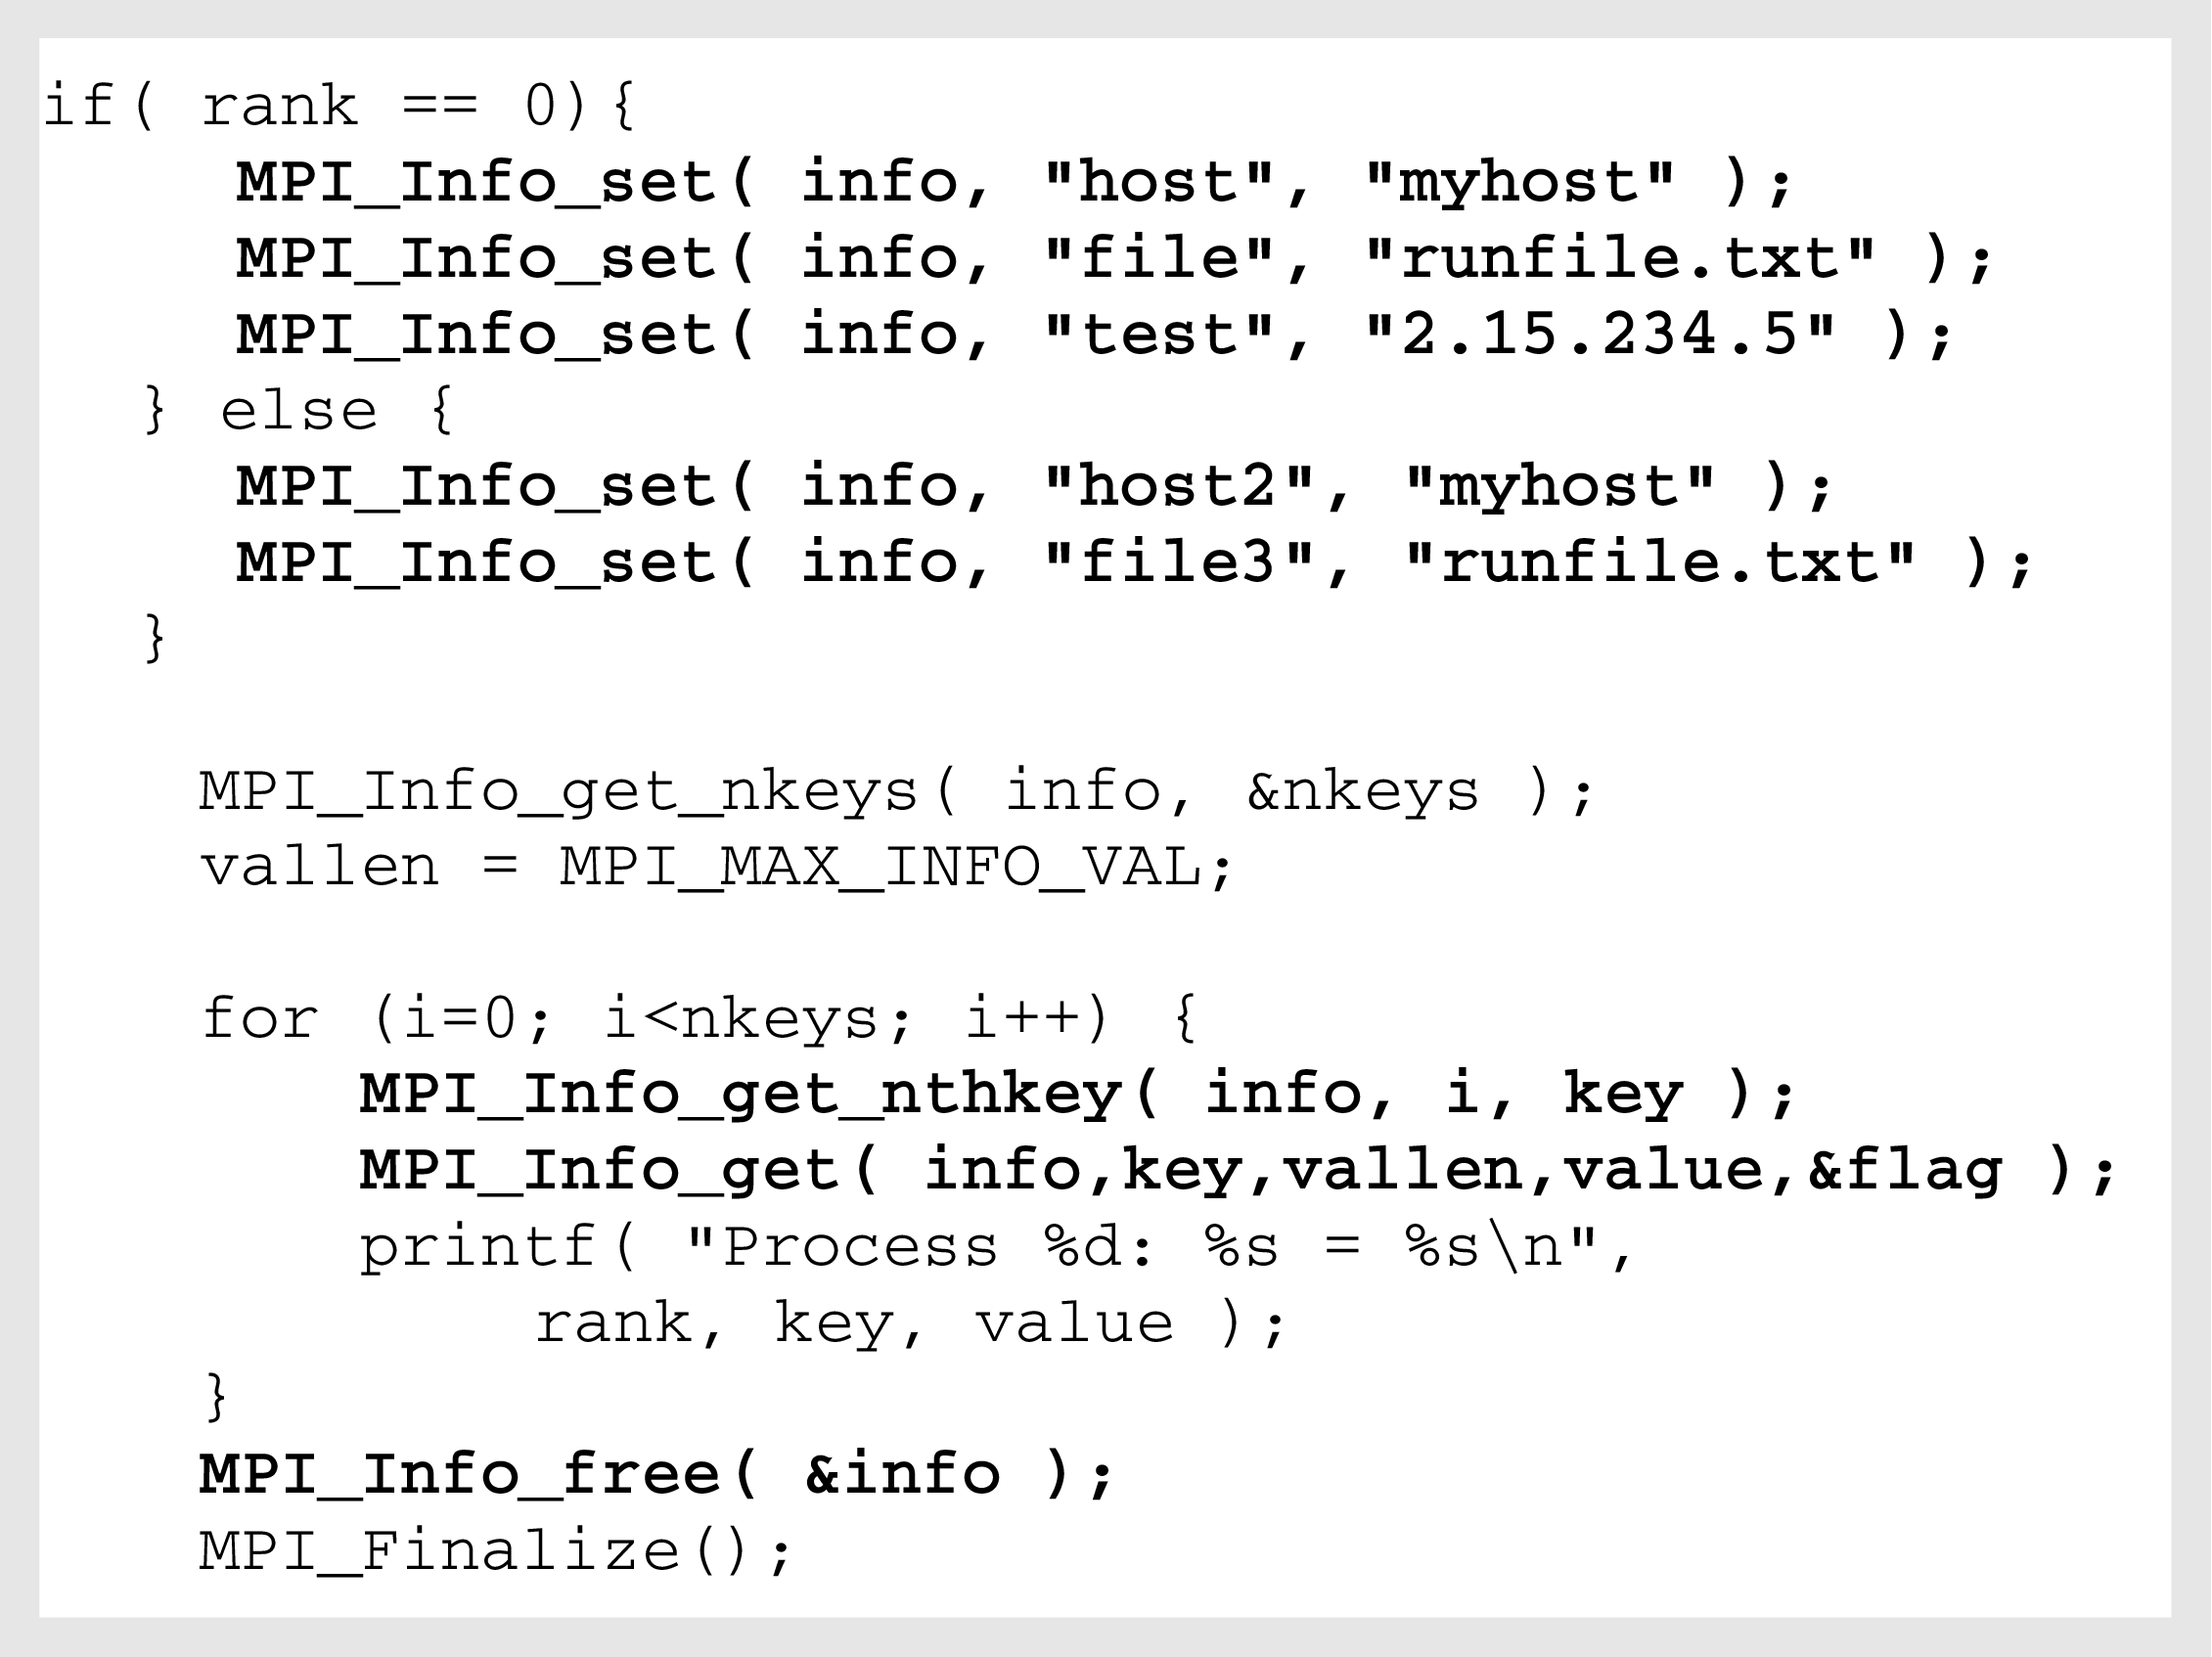 if( rank == 0){
MPI_Info_set( info, "host", "myhost" );
MPI_Info_set( info, "file", "runfile.txt" );
MPI_Info_set( info, "test", "2.15.234.5" );
} else {
MPI_Info_set( info, "host2", "myhost" );
MPI_Info_set( info, "file3", "runfile.txt" );
}
MPI_Info_get_nkeys( info, &nkeys );
vallen = MPI_MAX_INFO_VAL;
for (i=0; i<nkeys; i++) {
MPI_Info_get_nthkey( info, i, key );
MPI_Info_get( info,key,vallen,value,&flag );
printf( "Process %d: %s = %s\n",
rank, key, value );
}
MPI_Info_free( &info );
MPI_Finalize();